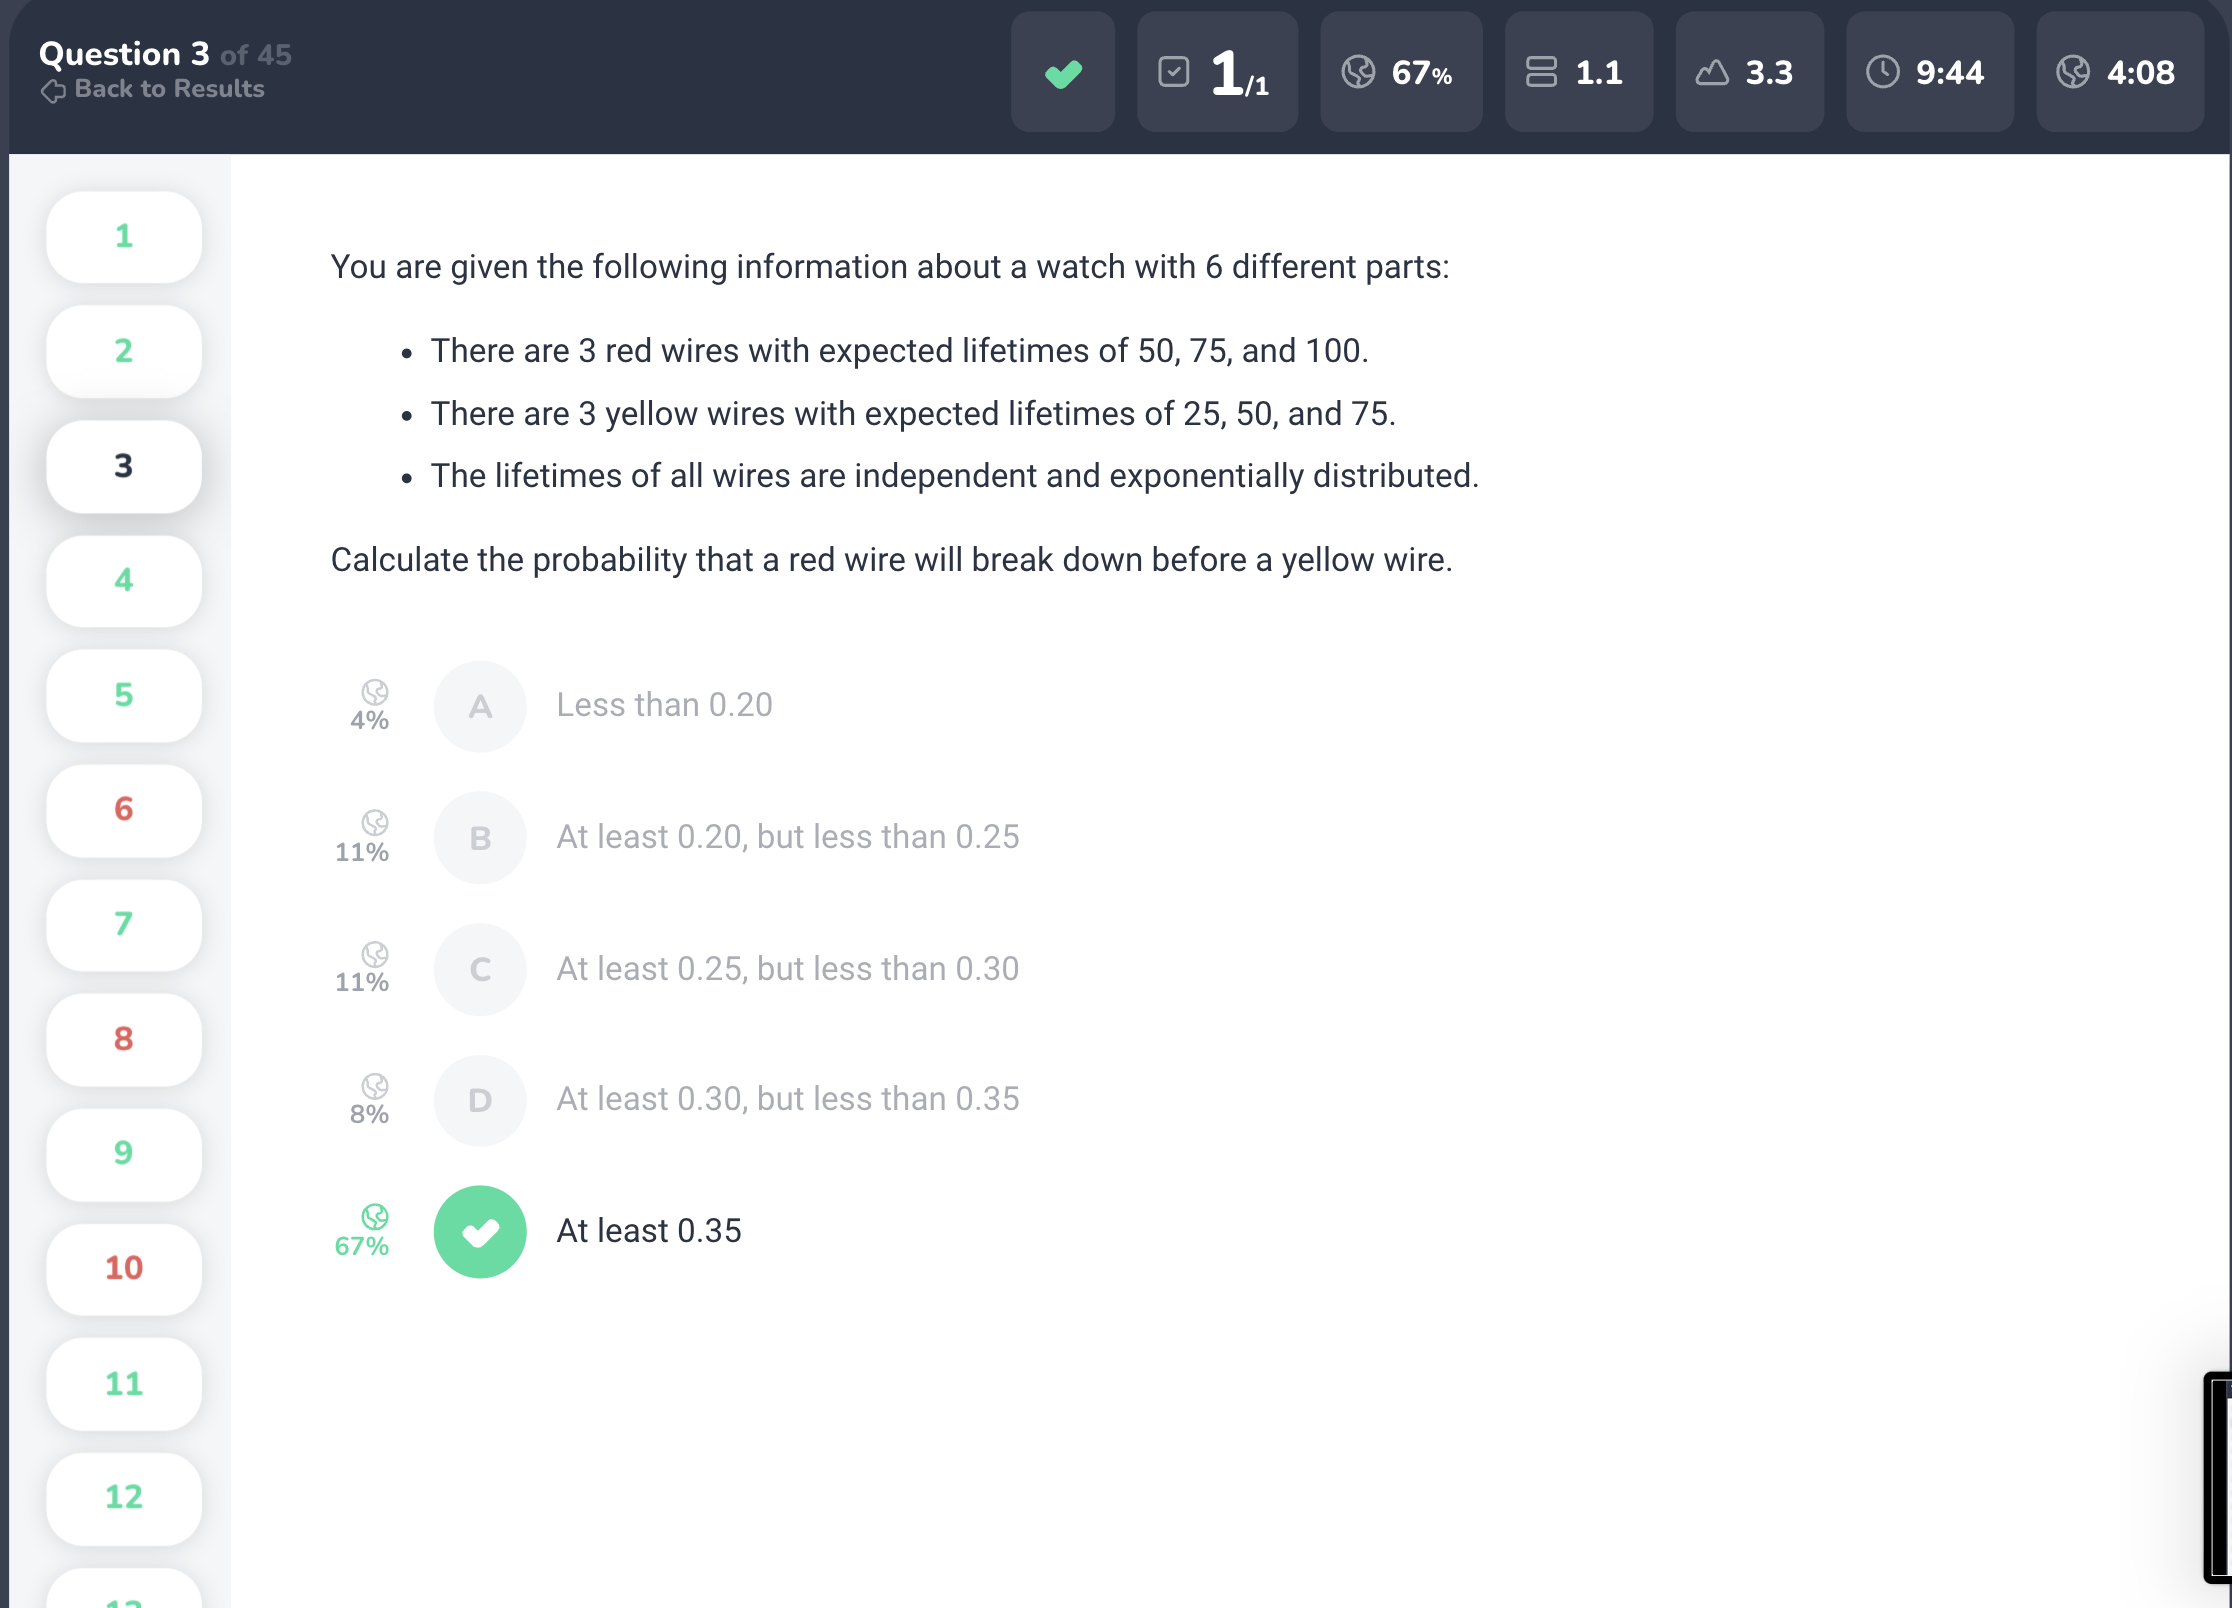 Question 3 of 45
Back to Results
1/1
67%
1.1
3.3
9:44
4:08
1
2
3
4
5
6
7
8
9
10
11
12
You are given the following information about a watch with 6 different parts:
• There are 3 red wires with expected lifetimes of 50, 75, and 100.
• There are 3 yellow wires with expected lifetimes of 25, 50, and 75.
• The lifetimes of all wires are independent and exponentially distributed.
Calculate the probability that a red wire will break down before a yellow wire.
4% A Less than 0.20
11% B At least 0.20, but less than 0.25
11% C At least 0.25, but less than 0.30
8% D At least 0.30, but less than 0.35
67% At least 0.35